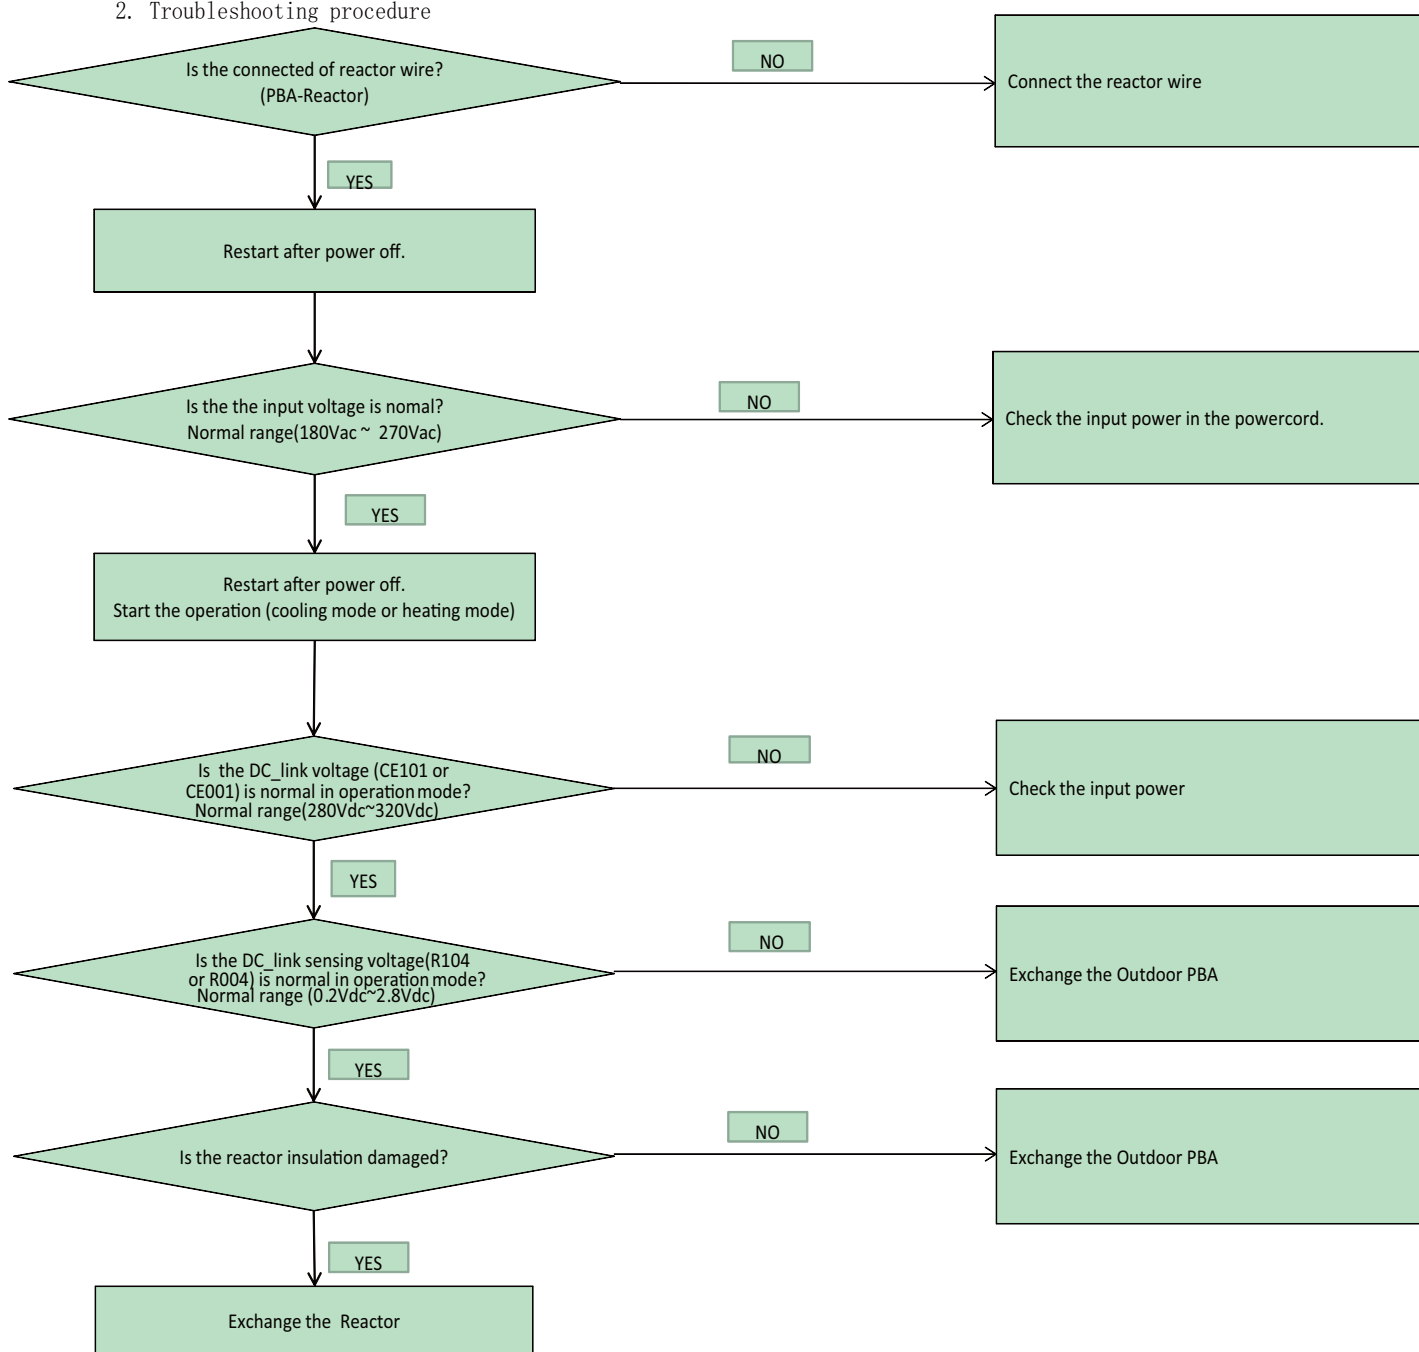 2. Troubleshooting procedure
Is the connected of reactor wire?
(PBA-Reactor)
NO
Connect the reactor wire
YES
Restart after power off.
Is the the input voltage is nomal?
Normal range(180Vac ~ 270Vac)
NO
Check the input power in the powercord.
YES
Restart after power off.
Start the operation (cooling mode or heating mode)
Is the DC_link voltage (CE101 or
CE001) is normal in operation mode?
Normal range(280Vdc~320Vdc)
NO
Check the input power
YES
Is the DC_link sensing voltage(R104
or R004) is normal in operation mode?
Normal range (0.2Vdc~2.8Vdc)
NO
Exchange the Outdoor PBA
YES
Is the reactor insulation damaged?
NO
Exchange the Outdoor PBA
YES
Exchange the Reactor